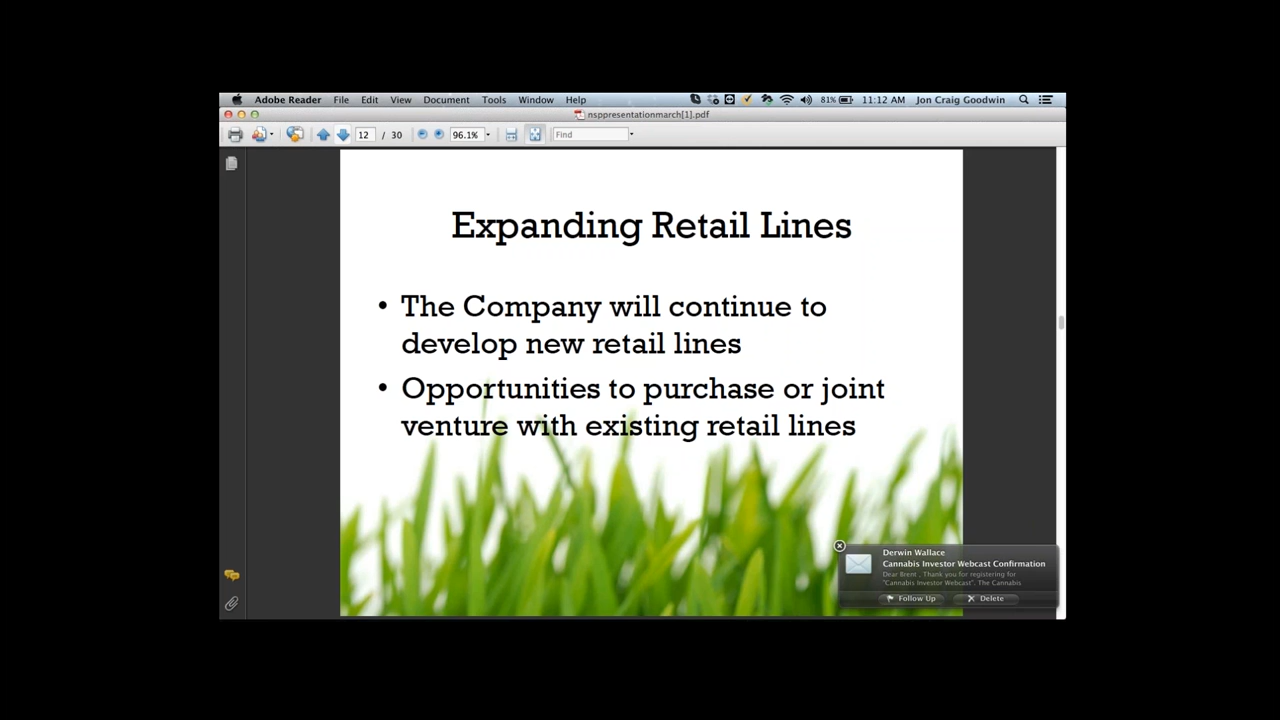 Adobe Reader File Edit View Document Tools Window Help 81% 11:12 AM Jon Craig Goodwin
nsppresentationmarch[1].pdf
12 / 30 96.1% Find
Expanding Retail Lines
• The Company will continue to
develop new retail lines
• Opportunities to purchase or joint
venture with existing retail lines
Derwin Wallace
Cannabis Investor Webcast Confirmation
Dear Brent , Thank you for registering for
"Cannabis Investor Webcast". The Cannabis
Follow Up Delete